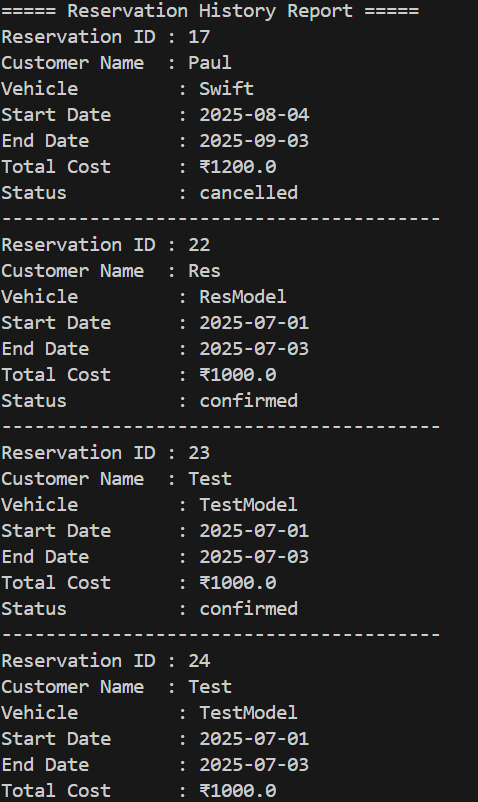 ===== Reservation History Report =====
Reservation ID : 17
Customer Name  : Paul
Vehicle         : Swift
Start Date      : 2025-08-04
End Date        : 2025-09-03
Total Cost      : ₹1200.0
Status          : cancelled
----------------------------------------
Reservation ID : 22
Customer Name  : Res
Vehicle         : ResModel
Start Date      : 2025-07-01
End Date        : 2025-07-03
Total Cost      : ₹1000.0
Status          : confirmed
----------------------------------------
Reservation ID : 23
Customer Name  : Test
Vehicle         : TestModel
Start Date      : 2025-07-01
End Date        : 2025-07-03
Total Cost      : ₹1000.0
Status          : confirmed
----------------------------------------
Reservation ID : 24
Customer Name  : Test
Vehicle         : TestModel
Start Date      : 2025-07-01
End Date        : 2025-07-03
Total Cost      : ₹1000.0